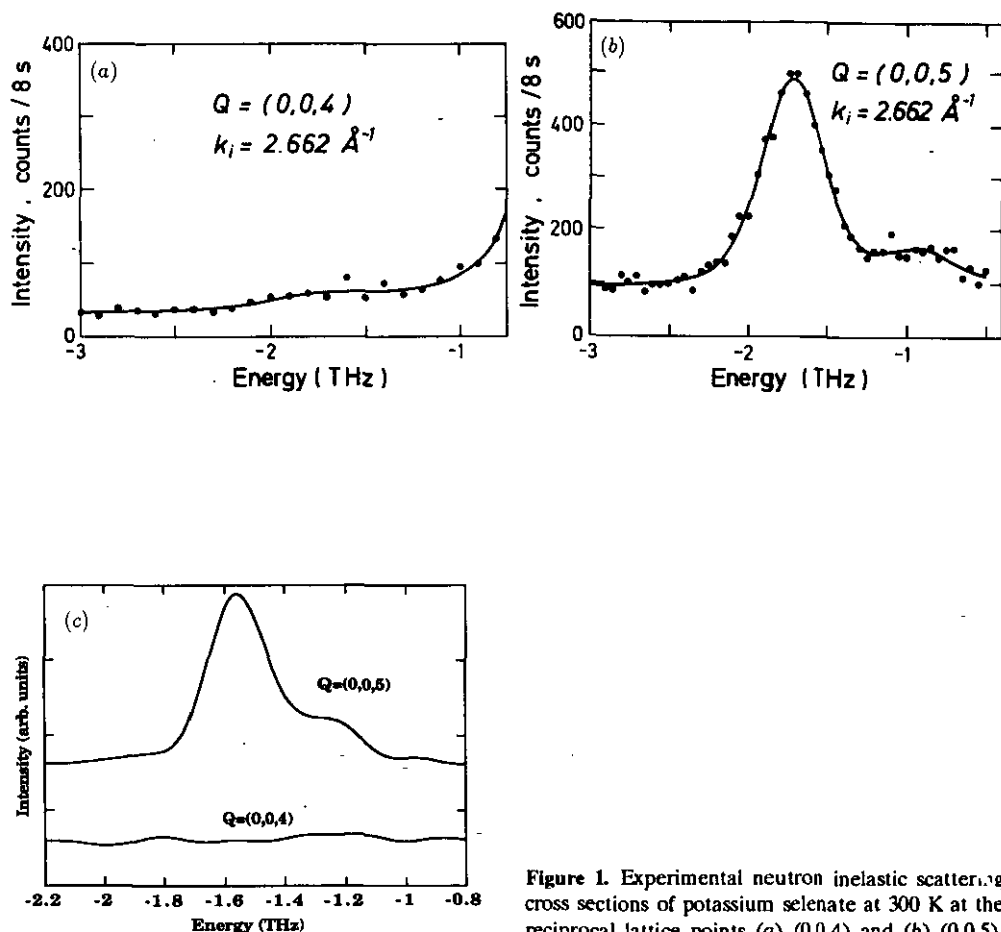 400
(a)
Q = (0,0,4)
kᵢ = 2.662 Å⁻¹
200
0
-3
-2
-1
Intensity, counts/8 s
Energy (THz)
600
(b)
Q = (0,0,5)
kᵢ = 2.662 Å⁻¹
400
200
0
-3
-2
-1
Intensity, counts/8 s
Energy (THz)
(c)
Q=(0,0,5)
Q=(0,0,4)
Intensity (arb. units)
-2.2 -2 -1.8 -1.6 -1.4 -1.2 -1 -0.8
Energy (THz)
Figure 1. Experimental neutron inelastic scattering
cross sections of potassium selenate at 300 K at the
reciprocal lattice points (a) (0,0,4) and (b) (0,0,5).